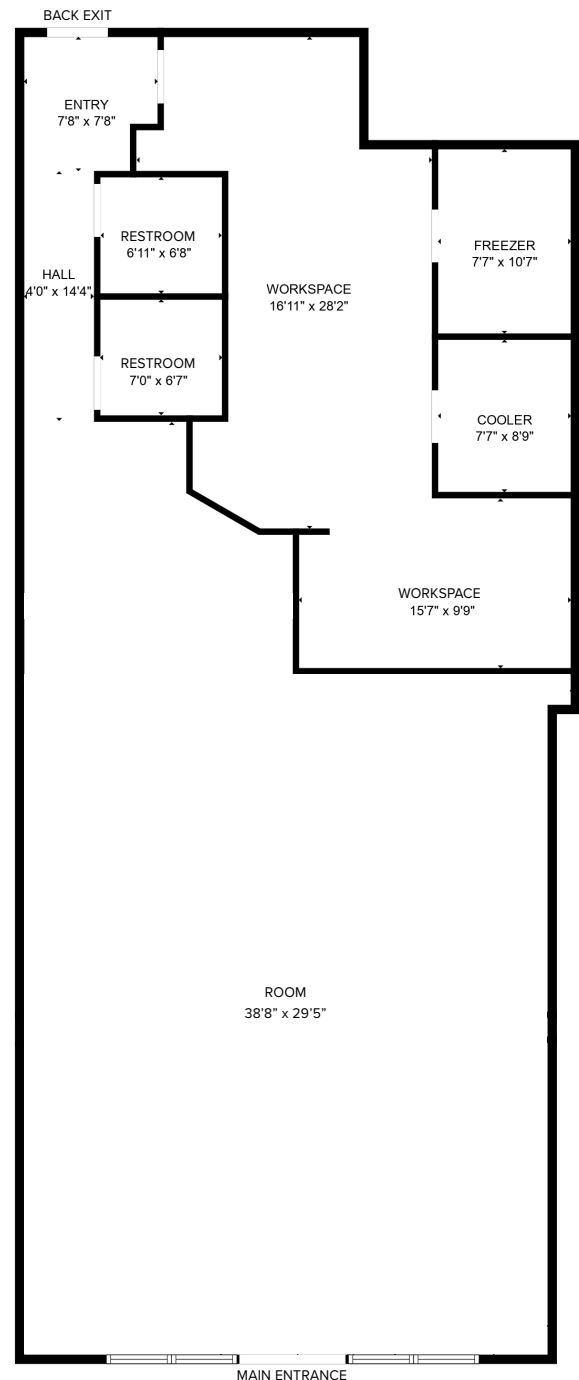 BACK EXIT
ENTRY
7'8" x 7'8"
RESTROOM
6'11" x 6'8"
FREEZER
7'7" x 10'7"
HALL
4'0" x 14'4"
WORKSPACE
16'11" x 28'2"
RESTROOM
7'0" x 6'7"
COOLER
7'7" x 8'9"
WORKSPACE
15'7" x 9'9"
ROOM
38'8” x 29’5”
MAIN ENTRANCE